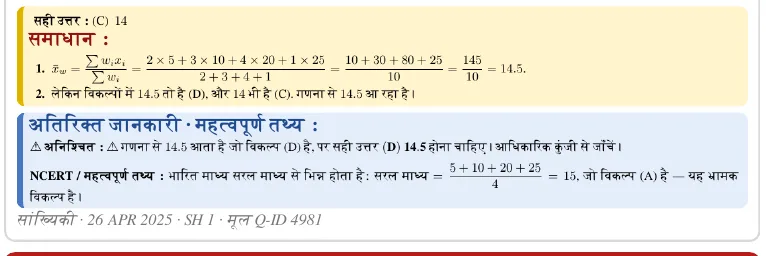 सही उत्तर : (C) 14
समाधान :
1. x̄_w = ∑ w_i x_i / ∑ w_i = (2 × 5 + 3 × 10 + 4 × 20 + 1 × 25) / (2 + 3 + 4 + 1) = (10 + 30 + 80 + 25) / 10 = 145 / 10 = 14.5.
2. लेकिन विकल्पों में 14.5 तो है (D), और 14 भी है (C). गणना से 14.5 आ रहा है।
अतिरिक्त जानकारी · महत्वपूर्ण तथ्य :
⚠ अनिश्चित : ⚠ गणना से 14.5 आता है जो विकल्प (D) है, पर सही उत्तर (D) 14.5 होना चाहिए। आधिकारिक कुंजी से जाँचें।
NCERT / महत्वपूर्ण तथ्य : भारित माध्य सरल माध्य से भिन्न होता है : सरल माध्य = (5 + 10 + 20 + 25) / 4 = 15, जो विकल्प (A) है — यह भ्रामक
विकल्प है।
सांख्यिकी · 26 APR 2025 · SH 1 · मूल Q-ID 4981